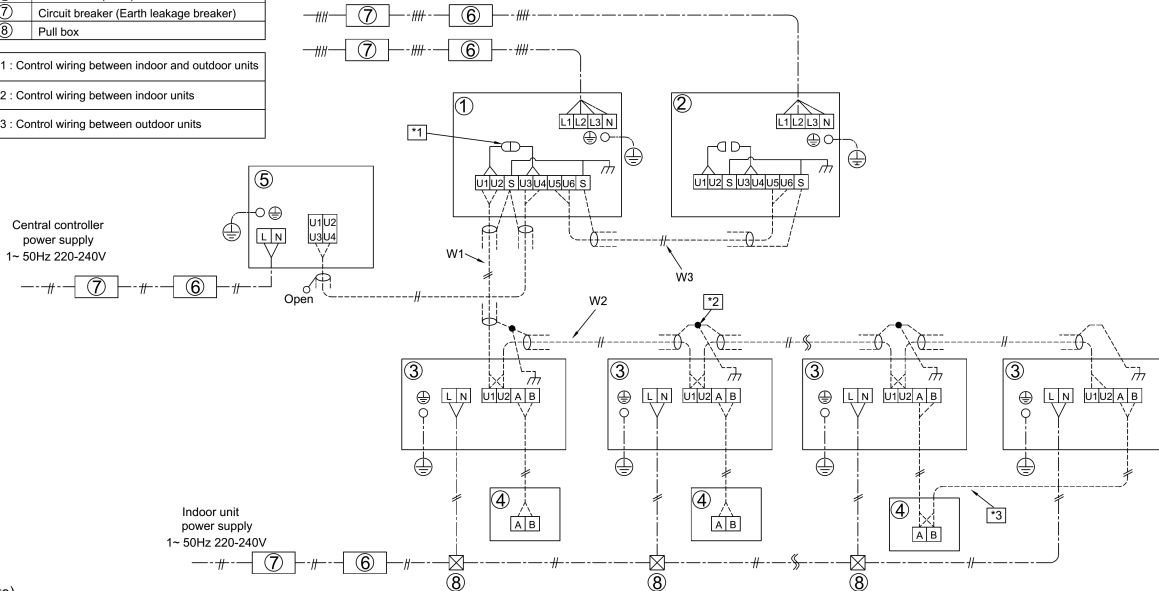 ⑦ Circuit breaker (Earth leakage breaker)
⑧ Pull box
1 : Control wiring between indoor and outdoor units
2 : Control wiring between indoor units
3 : Control wiring between outdoor units
⑦ ⑥
⑦ ⑥
① L1 L2 L3 N
*1
U1 U2 S U3 U4 U5 U6 S
② L1 L2 L3 N
U1 U2 S U3 U4 U5 U6 S
⑤
U1 U2
U3 U4
L N
Central controller
power supply
1~ 50Hz 220-240V
⑦ ⑥
Open
W1
W3
W2
*2
③ L N U1 U2 A B
③ L N U1 U2 A B
③ L N U1 U2 A B
③ L N U1 U2 A B
④ A B
④ A B
④ A B
*3
Indoor unit
power supply
1~ 50Hz 220-240V
⑦ ⑥
⑧ ⑧ ⑧